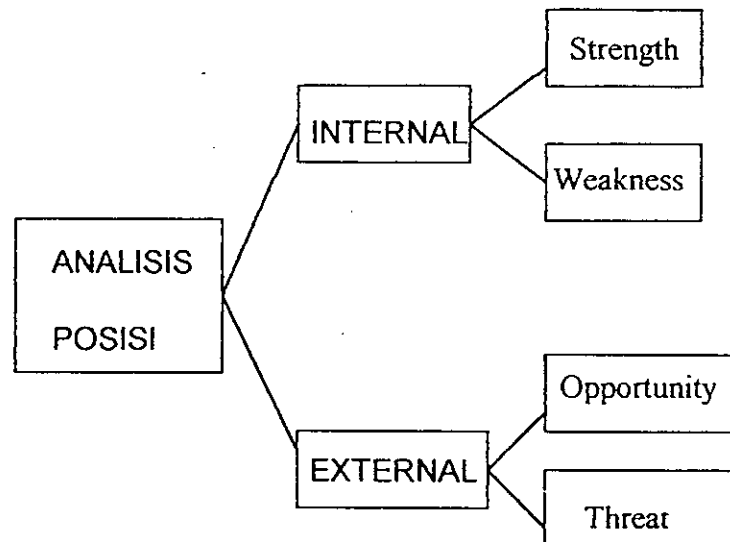 Strength
INTERNAL
Weakness
ANALISIS
POSISI
Opportunity
EXTERNAL
Threat